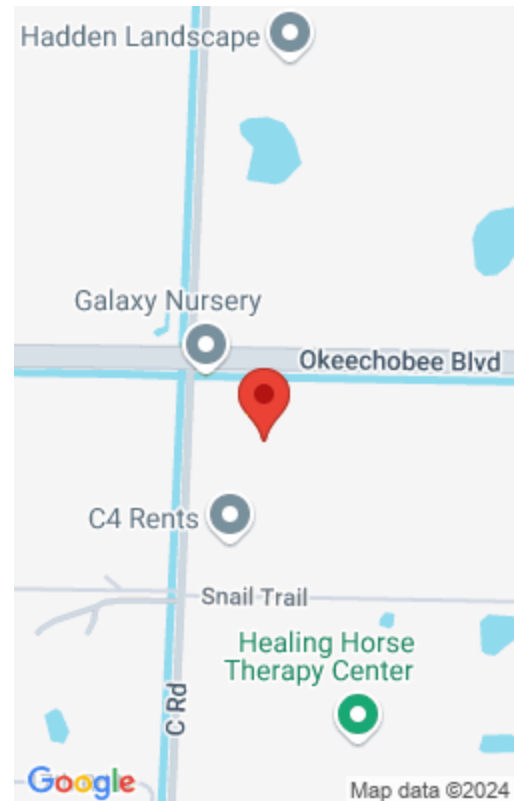 Hadden Landscape
Galaxy Nursery
Okeechobee Blvd
C4 Rents
Snail Trail
Healing Horse
Therapy Center
C Rd
Google
Map data ©2024